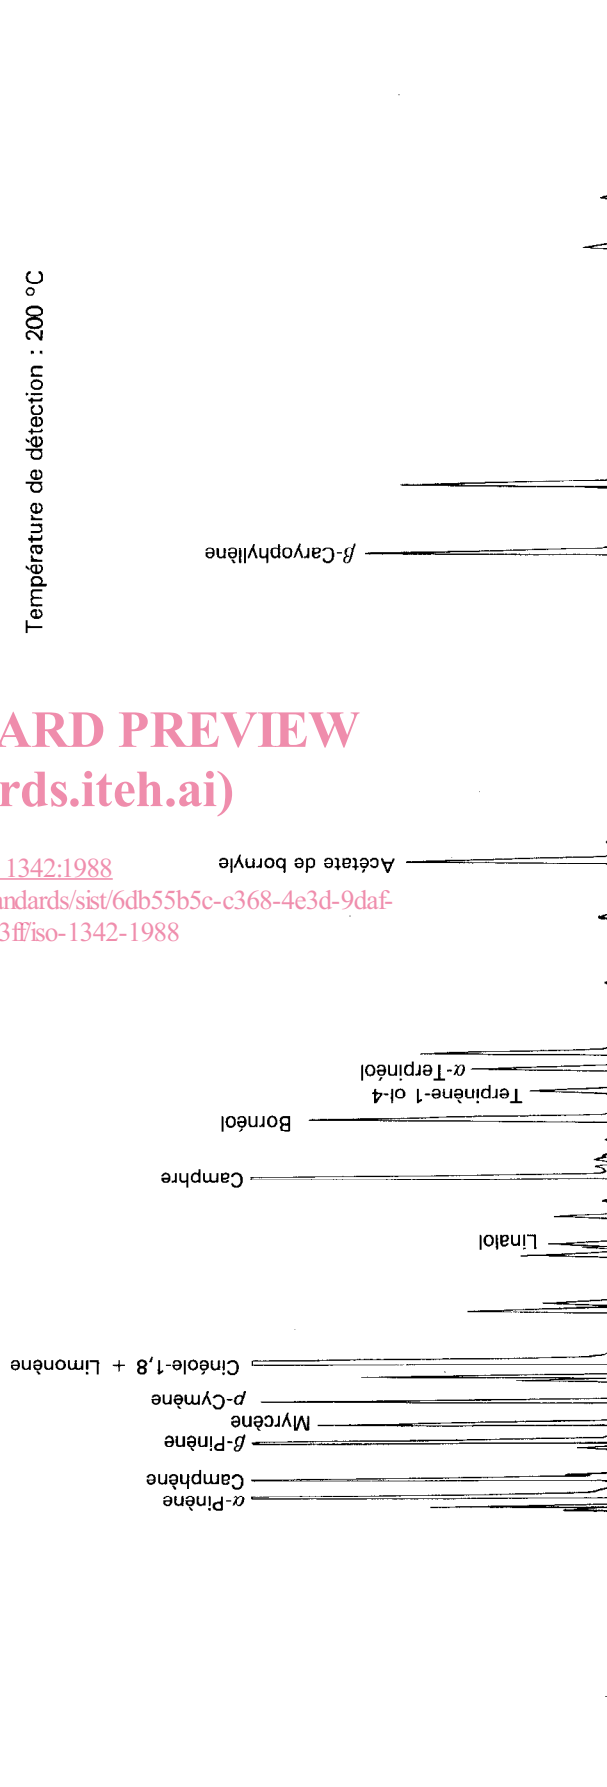 Température de détection : 200 °C
β-Caryophyllène
ARD PREVIEW
rds.iteh.ai)
1342:1988
Acétate de bornyle
andards/sist/6db55b5c-c368-4e3d-9daf-
3ff/iso-1342-1988
α-Terpinéol
Terpinène-1 ol-4
Bornéol
Camphre
Linalol
Cinéole-1,8 + Limonène
p-Cymène
Myrcène
β-Pinène
Camphène
α-Pinène